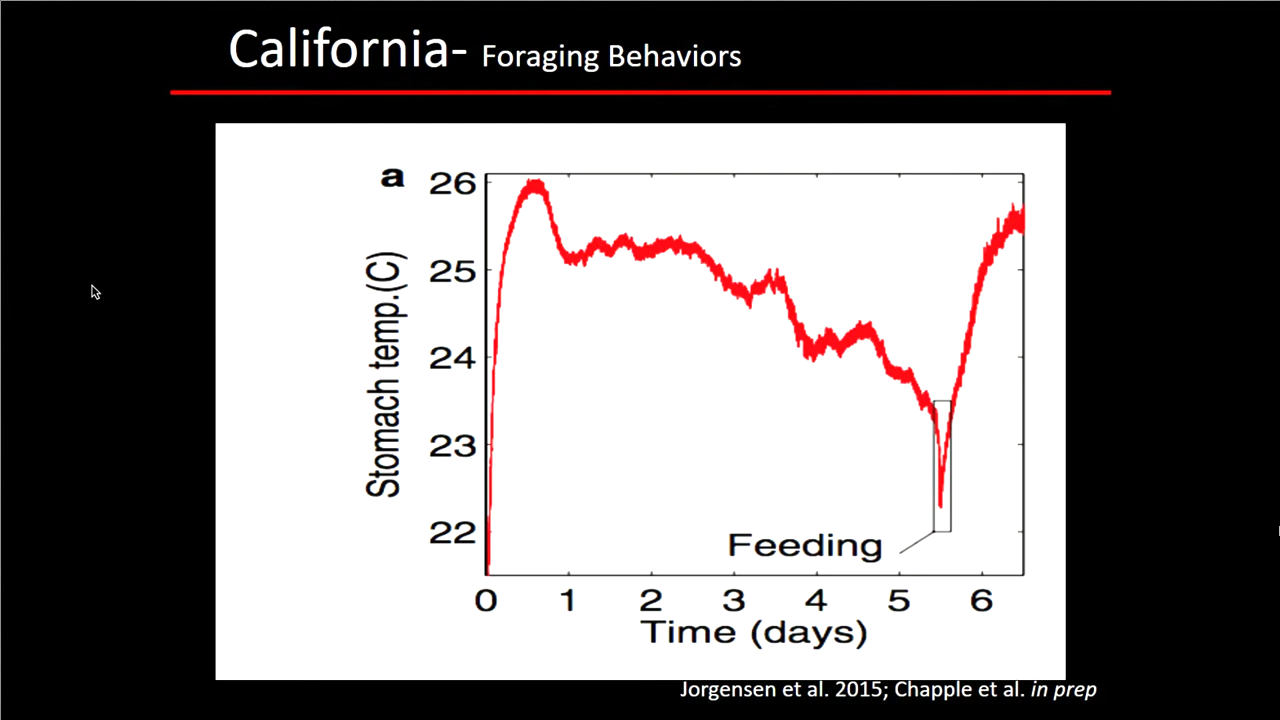 California- Foraging Behaviors
a
26
25
24
23
22
Stomach temp.(C)
Feeding
0 1 2 3 4 5 6
Time (days)
Jorgensen et al. 2015; Chapple et al. in prep